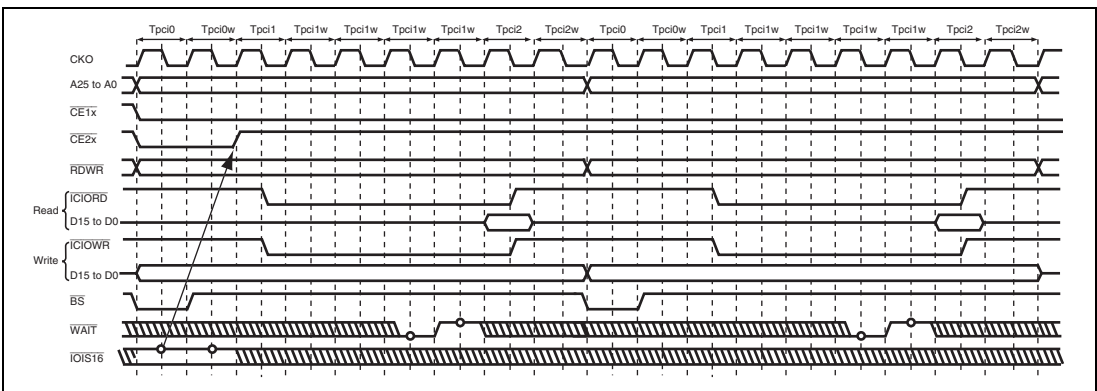 Tpci0 Tpci0w Tpci1 Tpci1w Tpci1w Tpci1w Tpci1w Tpci2 Tpci2w Tpci0 Tpci0w Tpci1 Tpci1w Tpci1w Tpci1w Tpci1w Tpci2 Tpci2w
CKO
A25 to A0
CE1x
CE2x
RDWR
ICIORD
Read
D15 to D0
ICIOWR
Write
D15 to D0
BS
WAIT
IOIS16